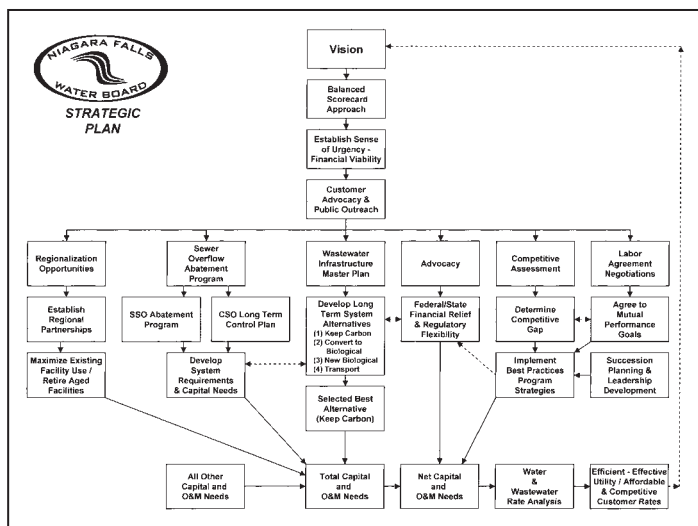 NIAGARA FALLS
WATER BOARD
STRATEGIC
PLAN
Vision
Balanced
Scorecard
Approach
Establish Sense
of Urgency -
Financial Viability
Customer
Advocacy &
Public Outreach
Regionalization
Opportunities
Sewer
Overflow
Abatement
Program
Wastewater
Infrastructure
Master Plan
Advocacy
Competitive
Assessment
Labor
Agreement
Negotiations
Establish
Regional
Partnerships
SSO Abatement
Program
CSO Long Term
Control Plan
Develop Long
Term System
Alternatives
(1) Keep Carbon
(2) Convert to
Biological
(3) New Biological
(4) Transport
Federal/State
Financial Relief
& Regulatory
Flexibility
Determine
Competitive
Gap
Agree to
Mutual
Performance
Goals
Maximize Existing
Facility Use /
Retire Aged
Facilities
Develop
System
Requirements
& Capital Needs
Implement
Best Practices
Program
Strategies
Succession
Planning &
Leadership
Development
Selected Best
Alternative
(Keep Carbon)
All Other
Capital and
O&M Needs
Total Capital
and
O&M Needs
Net Capital
and
O&M Needs
Water
&
Wastewater
Rate Analysis
Efficient - Effective
Utility / Affordable
& Competitive
Customer Rates